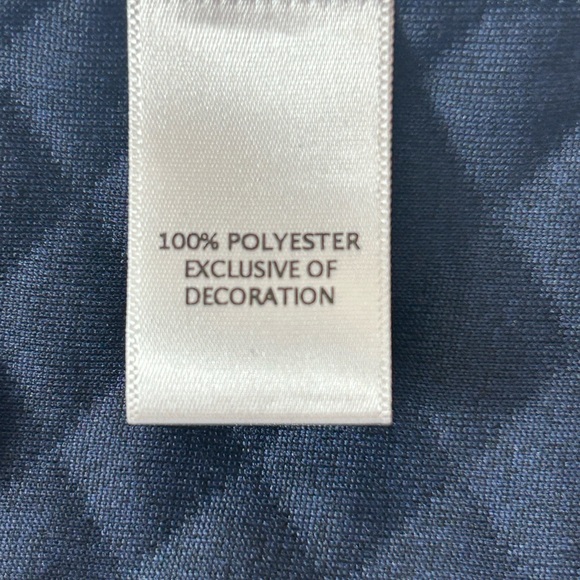 100% POLYESTER
EXCLUSIVE OF
DECORATION